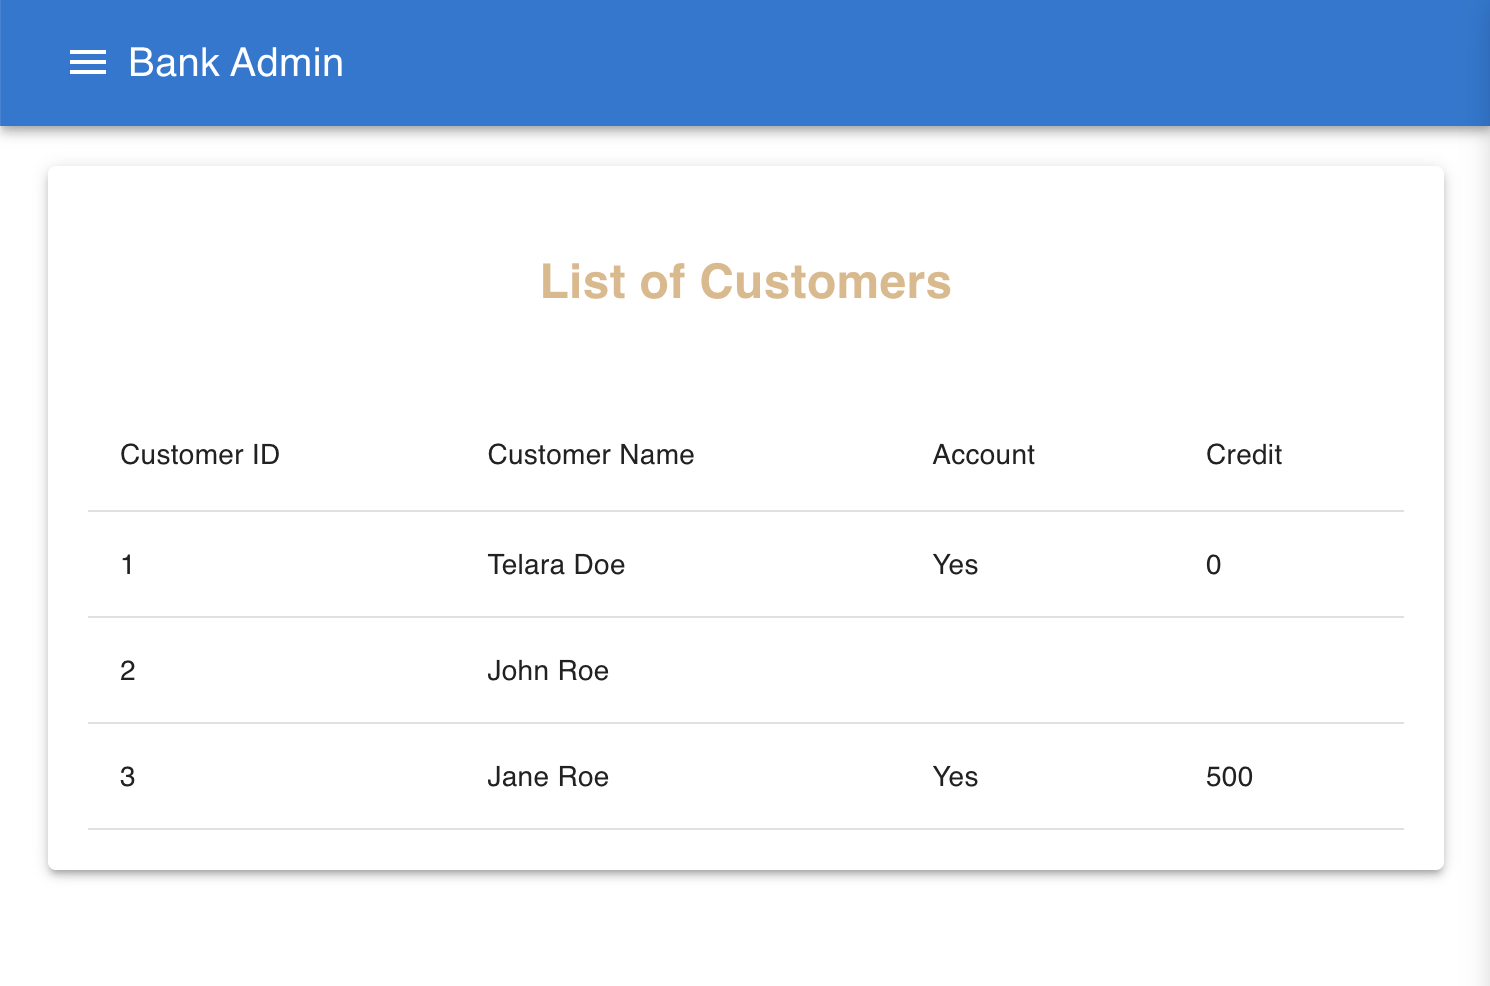 Bank Admin
List of Customers
Customer ID Customer Name Account Credit
1 Telara Doe Yes 0
2 John Roe
3 Jane Roe Yes 500